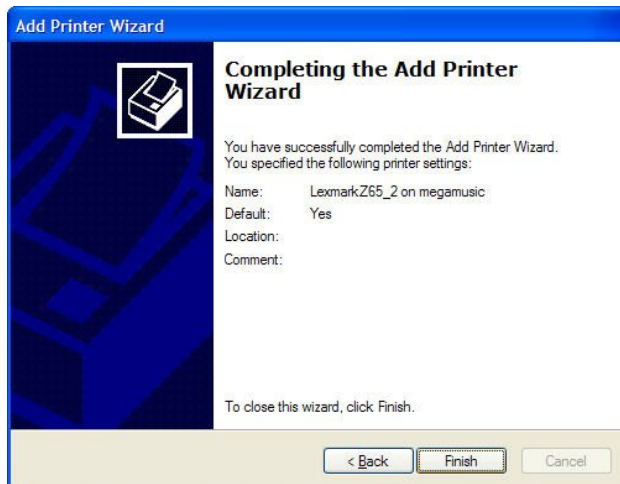 Add Printer Wizard
Completing the Add Printer
Wizard
You have successfully completed the Add Printer Wizard.
You specified the following printer settings:
Name: LexmarkZ65_2 on megamusic
Default: Yes
Location:
Comment:
To close this wizard, click Finish.
< Back Finish Cancel